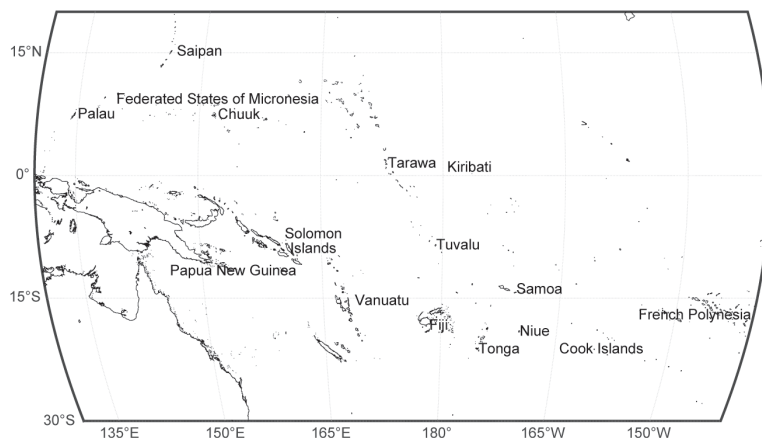 15°N
Saipan
Federated States of Micronesia
Palau
Chuuk
Tarawa
Kiribati
0°
Solomon
Islands
Tuvalu
Papua New Guinea
Samoa
15°S
Vanuatu
French Polynesia
Fiji
Niue
Tonga
Cook Islands
30°S
135°E
150°E
165°E
180°
165°W
150°W